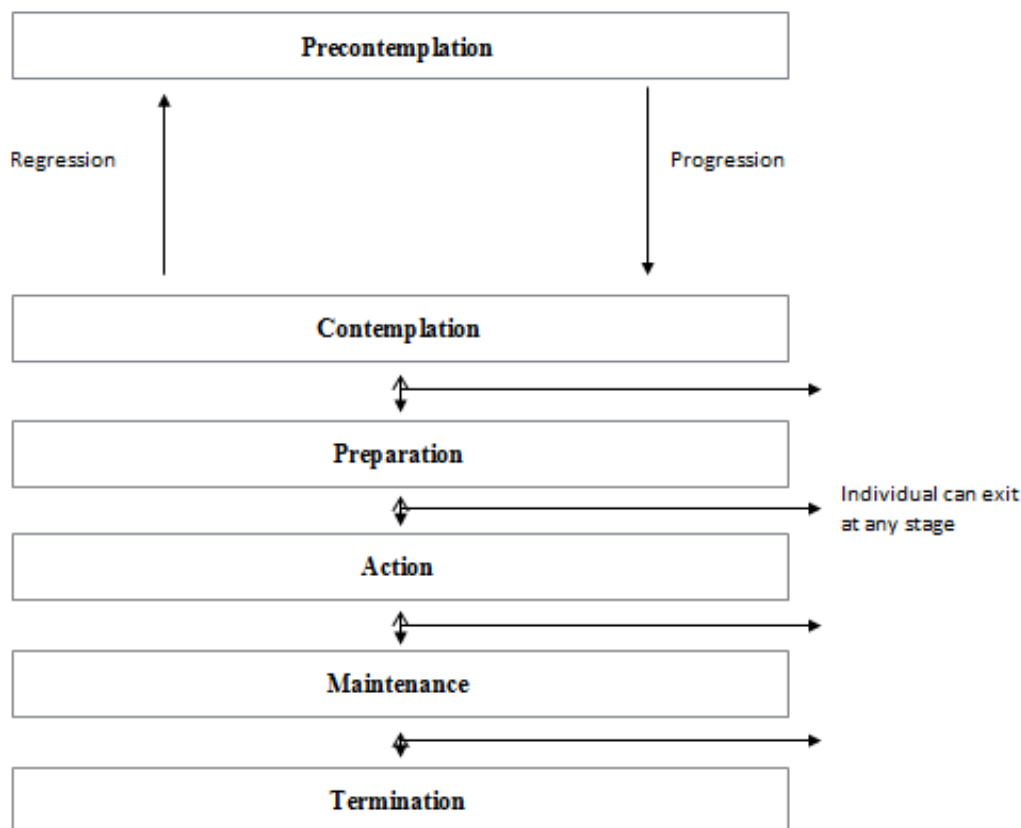 Precontemplation
Regression
Progression
Contemplation
Preparation
Individual can exit
at any stage
Action
Maintenance
Termination